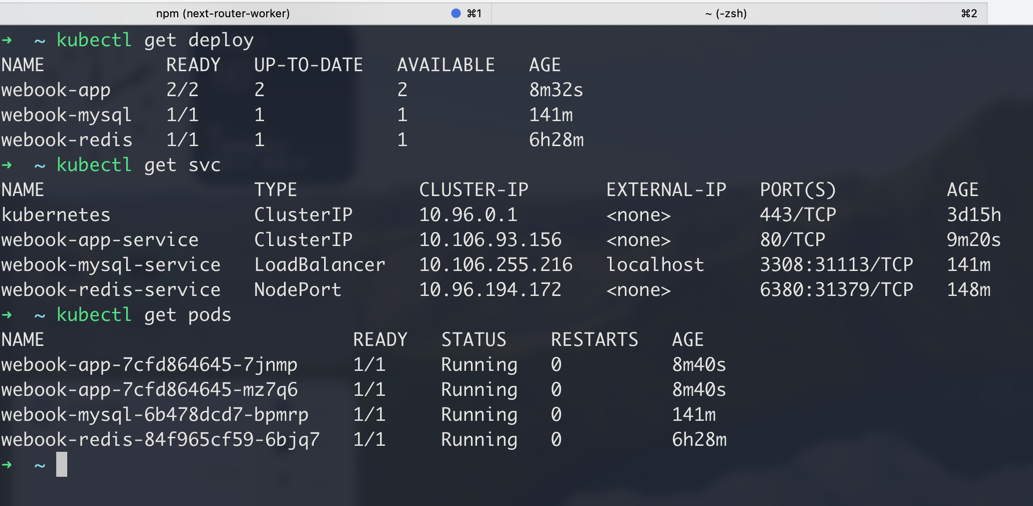 npm (next-router-worker) ⌘1 ~ (-zsh) ⌘2
→ ~ kubectl get deploy
NAME READY UP-TO-DATE AVAILABLE AGE
webook-app 2/2 2 2 8m32s
webook-mysql 1/1 1 1 141m
webook-redis 1/1 1 1 6h28m
→ ~ kubectl get svc
NAME TYPE CLUSTER-IP EXTERNAL-IP PORT(S) AGE
kubernetes ClusterIP 10.96.0.1 <none> 443/TCP 3d15h
webook-app-service ClusterIP 10.106.93.156 <none> 80/TCP 9m20s
webook-mysql-service LoadBalancer 10.106.255.216 localhost 3308:31113/TCP 141m
webook-redis-service NodePort 10.96.194.172 <none> 6380:31379/TCP 148m
→ ~ kubectl get pods
NAME READY STATUS RESTARTS AGE
webook-app-7cfd864645-7jnmp 1/1 Running 0 8m40s
webook-app-7cfd864645-mz7q6 1/1 Running 0 8m40s
webook-mysql-6b478dcd7-bpmrp 1/1 Running 0 141m
webook-redis-84f965cf59-6bjq7 1/1 Running 0 6h28m
→ ~